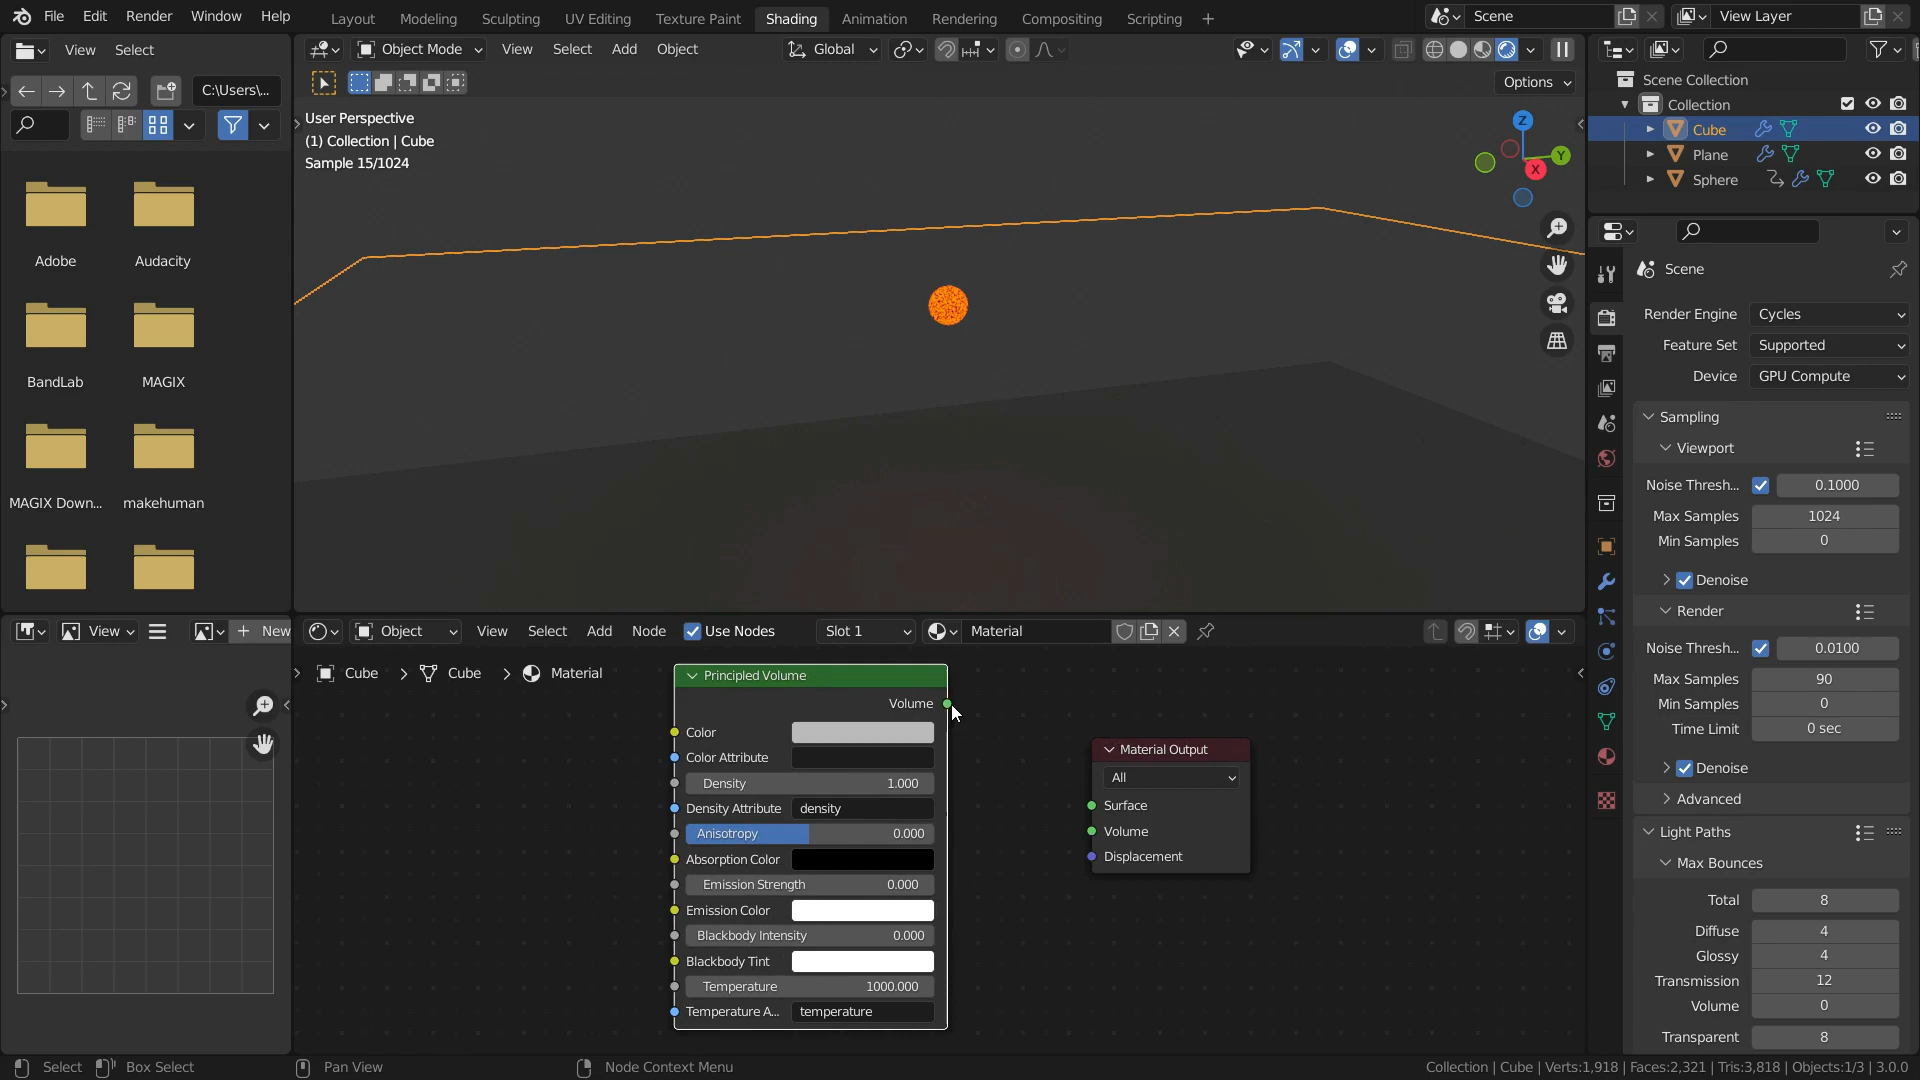 File Edit Render Window Help Layout Modeling Sculpting UV Editing Texture Paint Shading Animation Rendering Compositing Scripting + Scene View Layer
View Select
Object Mode View Select Add Object Global
C:\Users\...
Options
User Perspective
(1) Collection | Cube
Sample 15/1024
Z
Y
X
Adobe Audacity
BandLab MAGIX
MAGIX Down... makehuman
Scene Collection
Collection
Cube
Plane
Sphere
Scene
Render Engine Cycles
Feature Set Supported
Device GPU Compute
Sampling
Viewport
Noise Thresh... 0.1000
Max Samples 1024
Min Samples 0
Denoise
Render
Noise Thresh... 0.0100
Max Samples 90
Min Samples 0
Time Limit 0 sec
Denoise
Advanced
Light Paths
Max Bounces
Total 8
Diffuse 4
Glossy 4
Transmission 12
Volume 0
Transparent 8
View + New
Object View Select Add Node Use Nodes Slot 1 Material
Cube > Cube > Material
Principled Volume
Volume
Color
Color Attribute
Density 1.000
Density Attribute density
Anisotropy 0.000
Absorption Color
Emission Strength 0.000
Emission Color
Blackbody Intensity 0.000
Blackbody Tint
Temperature 1000.000
Temperature A... temperature
Material Output
All
Surface
Volume
Displacement
Select Box Select Pan View Node Context Menu Collection | Cube | Verts:1,918 | Faces:2,321 | Tris:3,818 | Objects:1/3 | 3.0.0